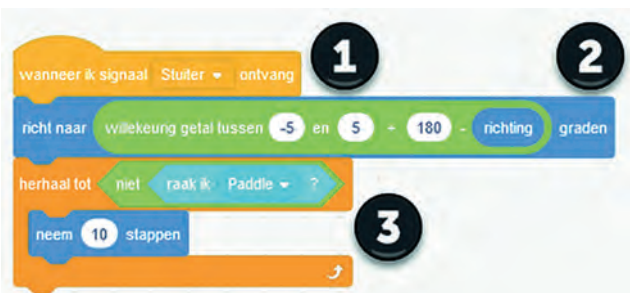 1
2
wanneer ik signaal Stuiter ontvang
richt naar willekeurig getal tussen -5 en 5 + 180 - richting graden
herhaal tot niet raak ik Paddle ?
neem 10 stappen
3